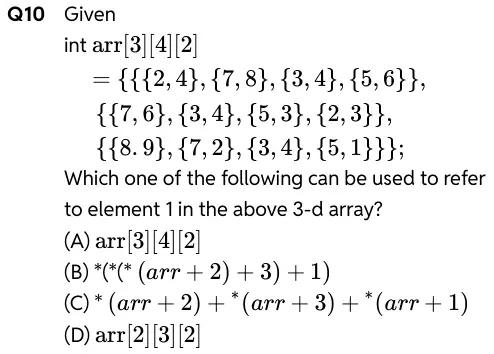 Q10 Given
int arr[3][4][2]
= {{{2, 4}, {7, 8}, {3, 4}, {5, 6}},
{{7, 6}, {3, 4}, {5, 3}, {2, 3}},
{{8. 9}, {7, 2}, {3, 4}, {5, 1}}};
Which one of the following can be used to refer
to element 1 in the above 3-d array?
(A) arr[3][4][2]
(B) *(*(* (arr + 2) + 3) + 1)
(C) * (arr + 2) + *(arr + 3) + *(arr + 1)
(D) arr[2][3][2]